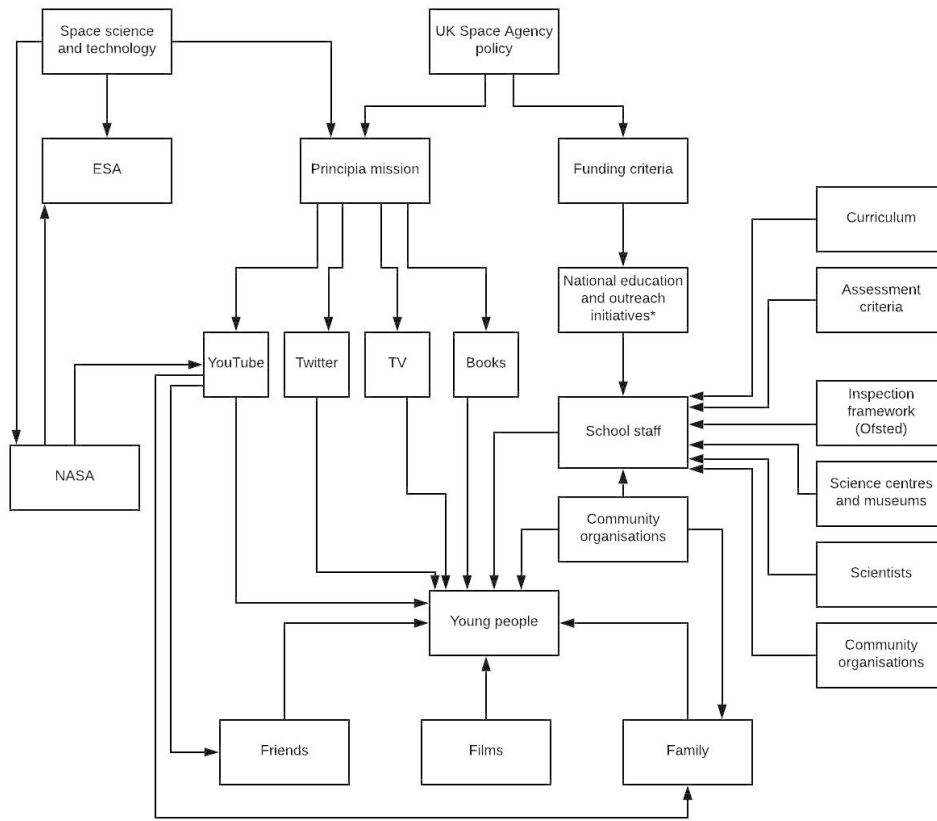 Space science
and technology
UK Space Agency
policy
ESA
Principia mission
Funding criteria
Curriculum
National education
and outreach
initiatives*
Assessment
criteria
YouTube
Twitter
TV
Books
Inspection
framework
(Ofsted)
School staff
NASA
Science centres
and museums
Community
organisations
Scientists
Young people
Community
organisations
Friends
Films
Family